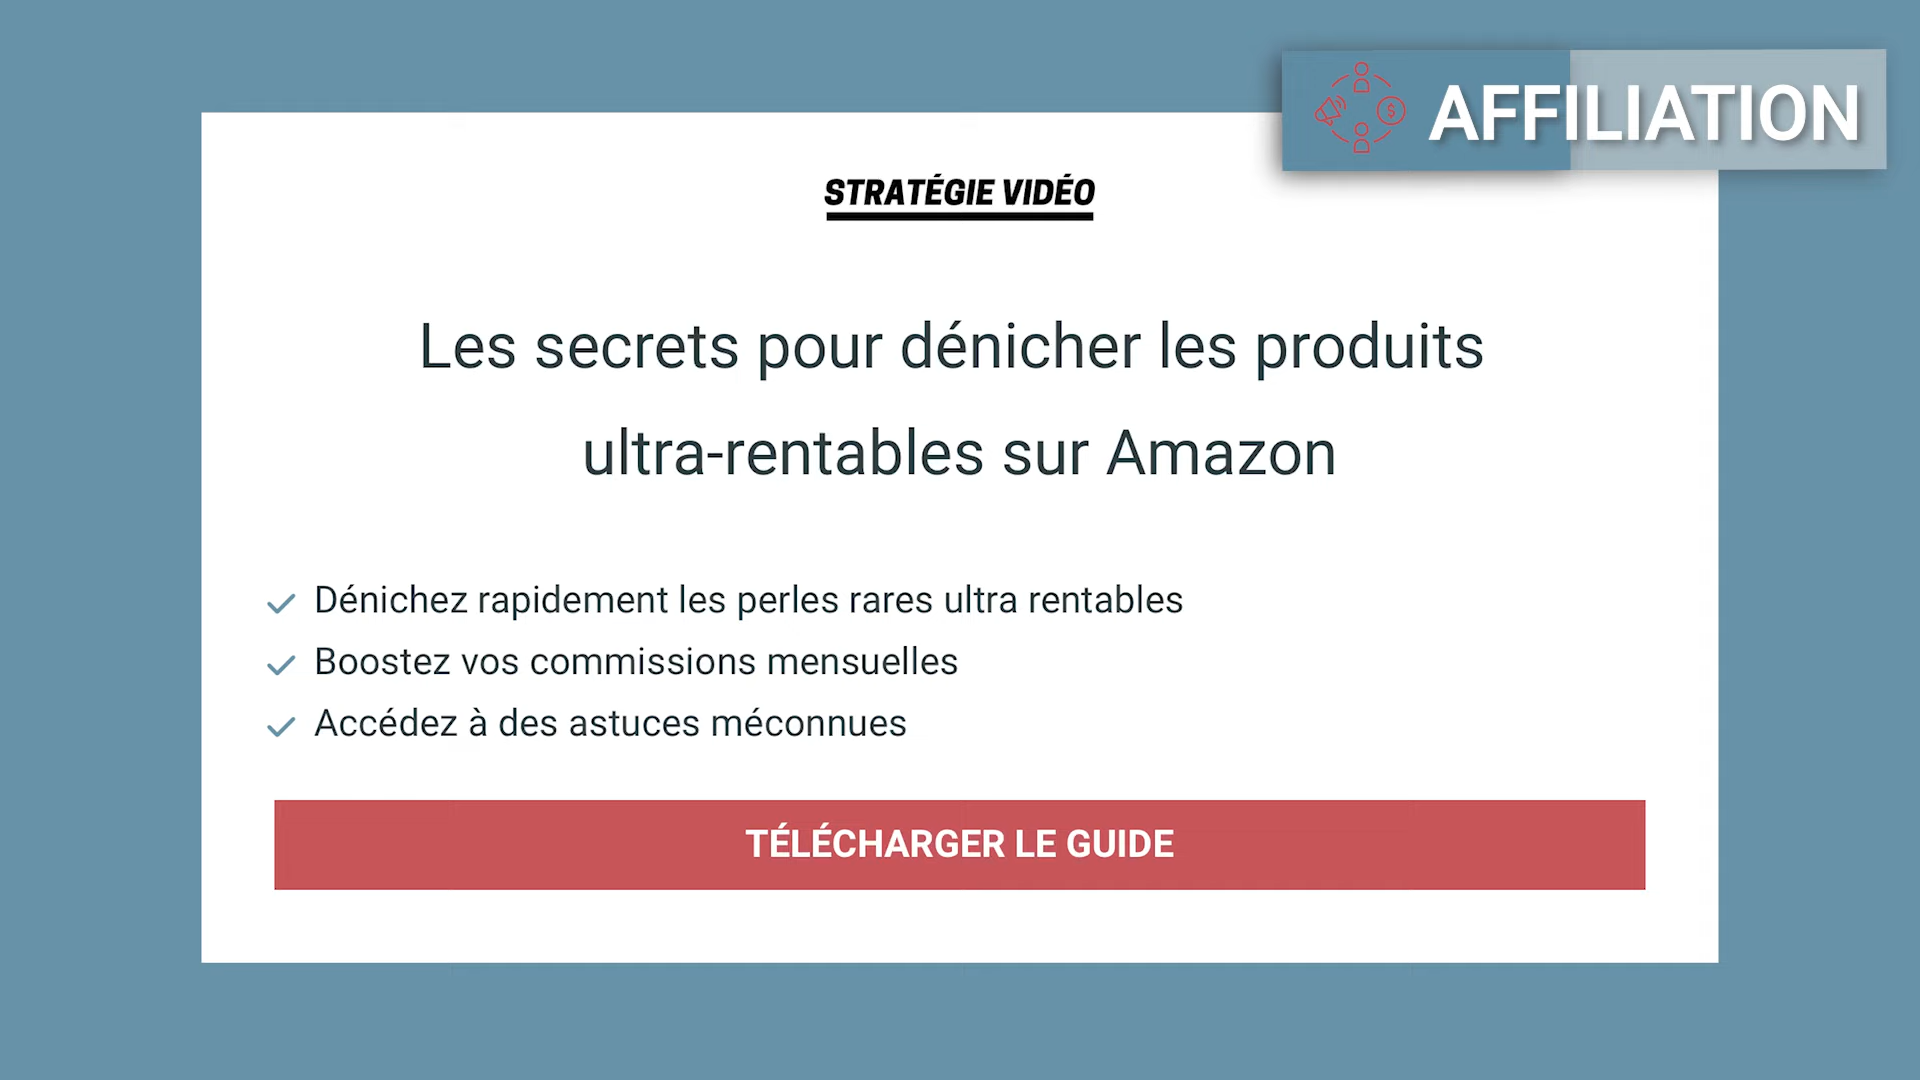 AFFILIATION
STRATÉGIE VIDÉO
Les secrets pour dénicher les produits
ultra-rentables sur Amazon
Dénichez rapidement les perles rares ultra rentables
Boostez vos commissions mensuelles
Accédez à des astuces méconnues
TÉLÉCHARGER LE GUIDE